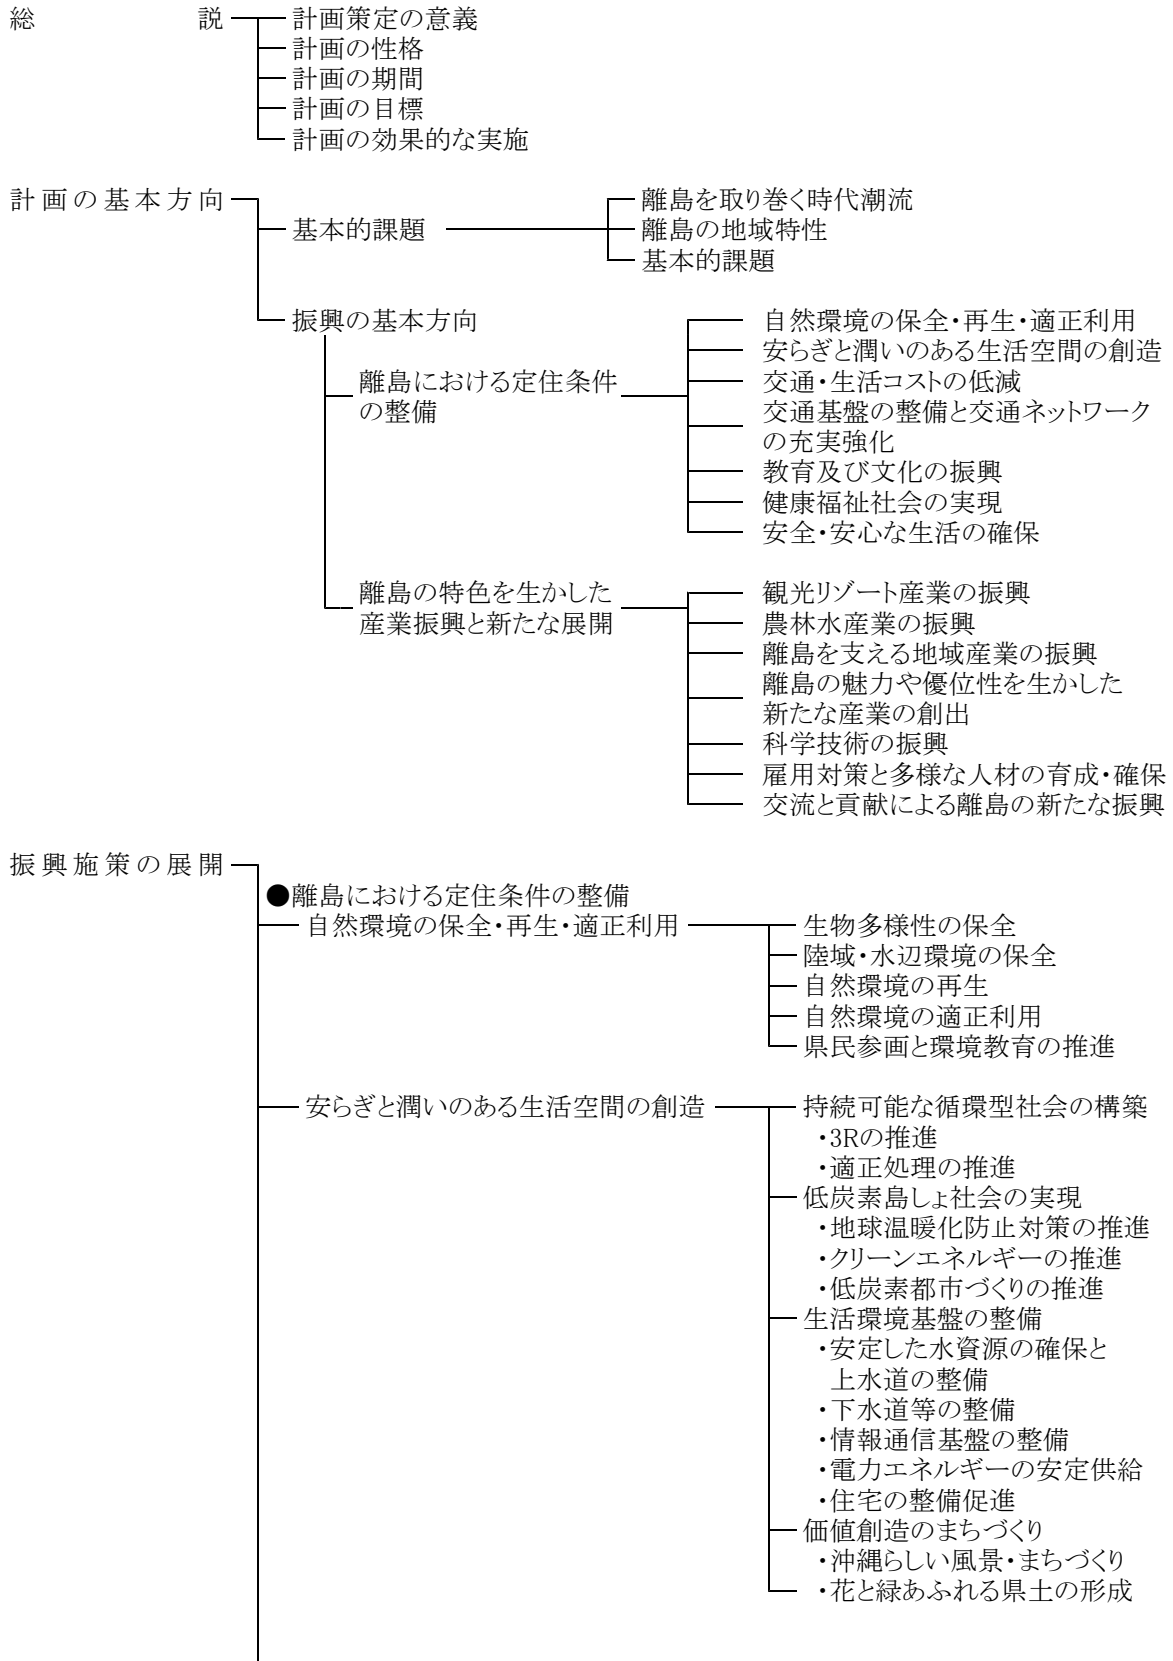 総　　　　　　説
計画策定の意義
計画の性格
計画の期間
計画の目標
計画の効果的な実施
計画の基本方向
基本的課題
離島を取り巻く時代潮流
離島の地域特性
基本的課題
振興の基本方向
離島における定住条件
の整備
自然環境の保全・再生・適正利用
安らぎと潤いのある生活空間の創造
交通・生活コストの低減
交通基盤の整備と交通ネットワーク
の充実強化
教育及び文化の振興
健康福祉社会の実現
安全・安心な生活の確保
離島の特色を生かした
産業振興と新たな展開
観光リゾート産業の振興
農林水産業の振興
離島を支える地域産業の振興
離島の魅力や優位性を生かした
新たな産業の創出
科学技術の振興
雇用対策と多様な人材の育成・確保
交流と貢献による離島の新たな振興
振興施策の展開
●離島における定住条件の整備
自然環境の保全・再生・適正利用
生物多様性の保全
陸域・水辺環境の保全
自然環境の再生
自然環境の適正利用
県民参画と環境教育の推進
安らぎと潤いのある生活空間の創造
持続可能な循環型社会の構築
・3Rの推進
・適正処理の推進
低炭素島しょ社会の実現
・地球温暖化防止対策の推進
・クリーンエネルギーの推進
・低炭素都市づくりの推進
生活環境基盤の整備
・安定した水資源の確保と
上水道の整備
・下水道等の整備
・情報通信基盤の整備
・電力エネルギーの安定供給
・住宅の整備促進
価値創造のまちづくり
・沖縄らしい風景・まちづくり
・花と緑あふれる県土の形成